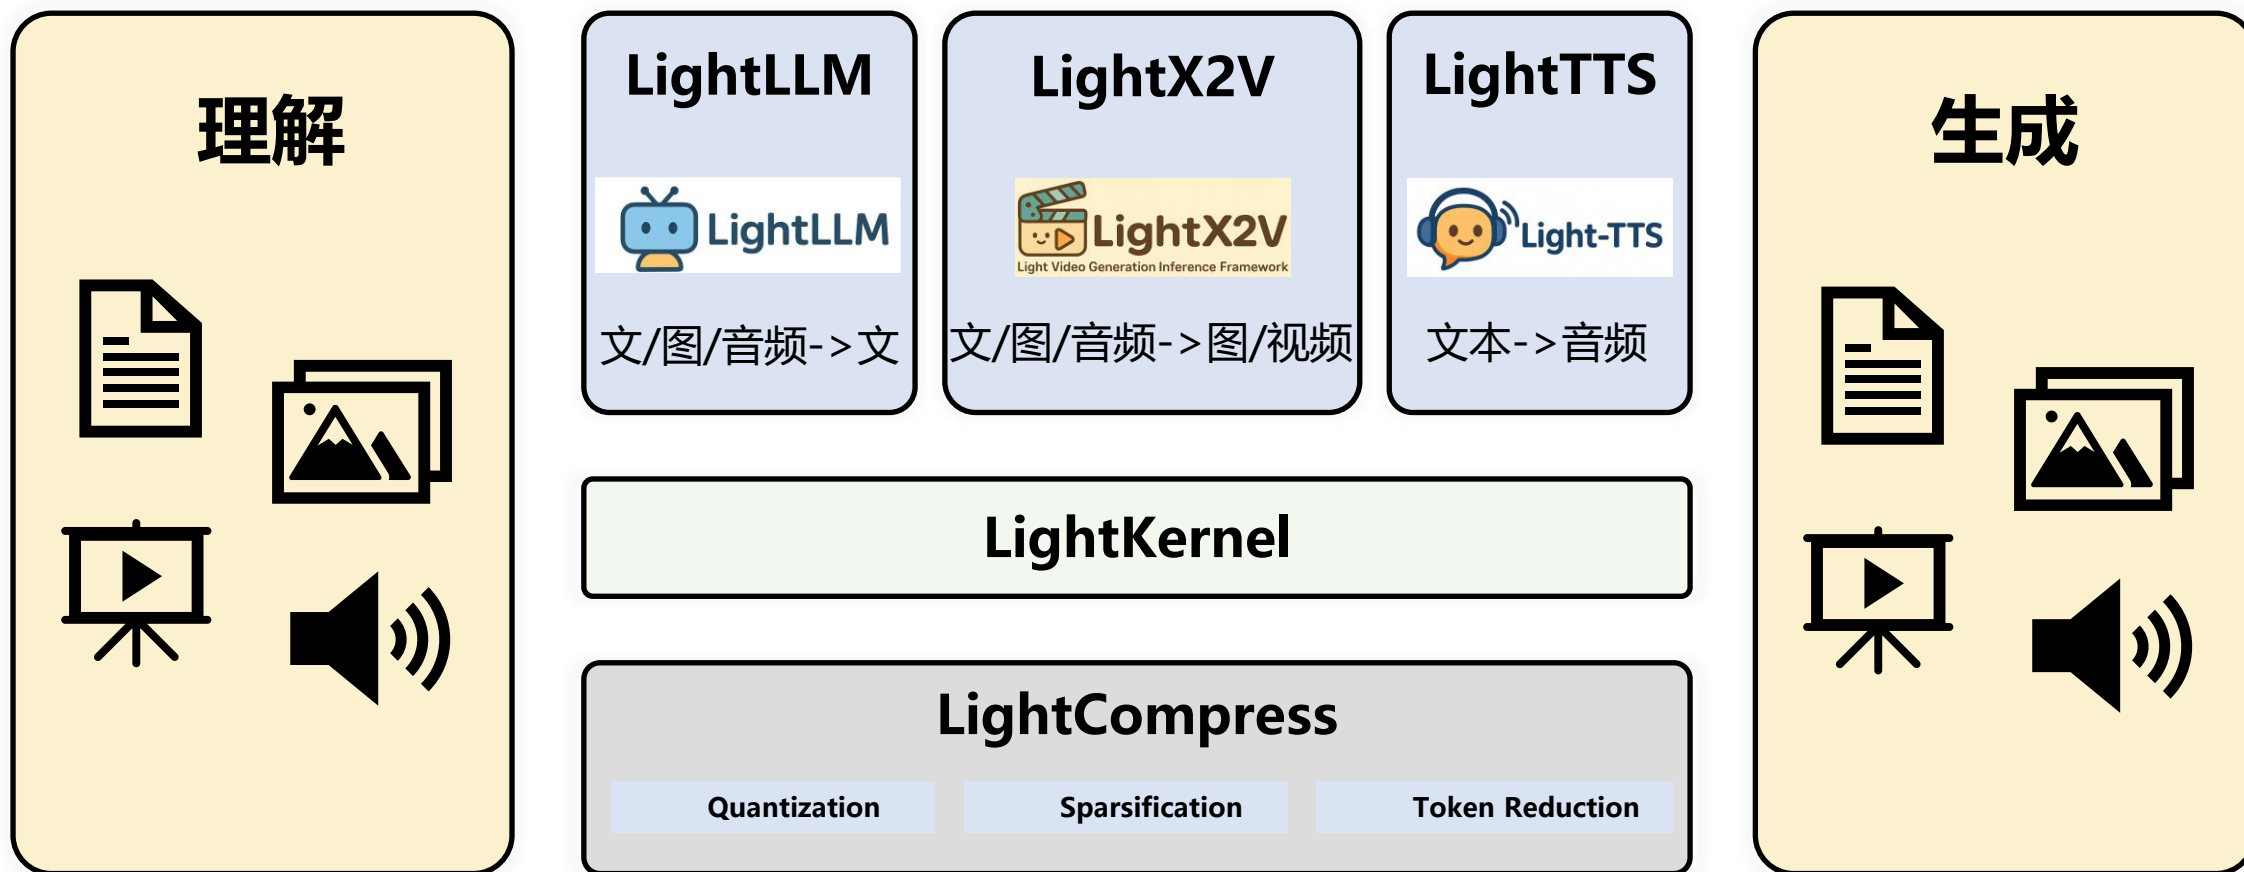 理解
LightLLM
LightLLM
文/图/音频->文
LightX2V
LightX2V
Light Video Generation Inference Framework
文/图/音频->图/视频
LightTTS
Light-TTS
文本->音频
LightKernel
LightCompress
Quantization
Sparsification
Token Reduction
生成